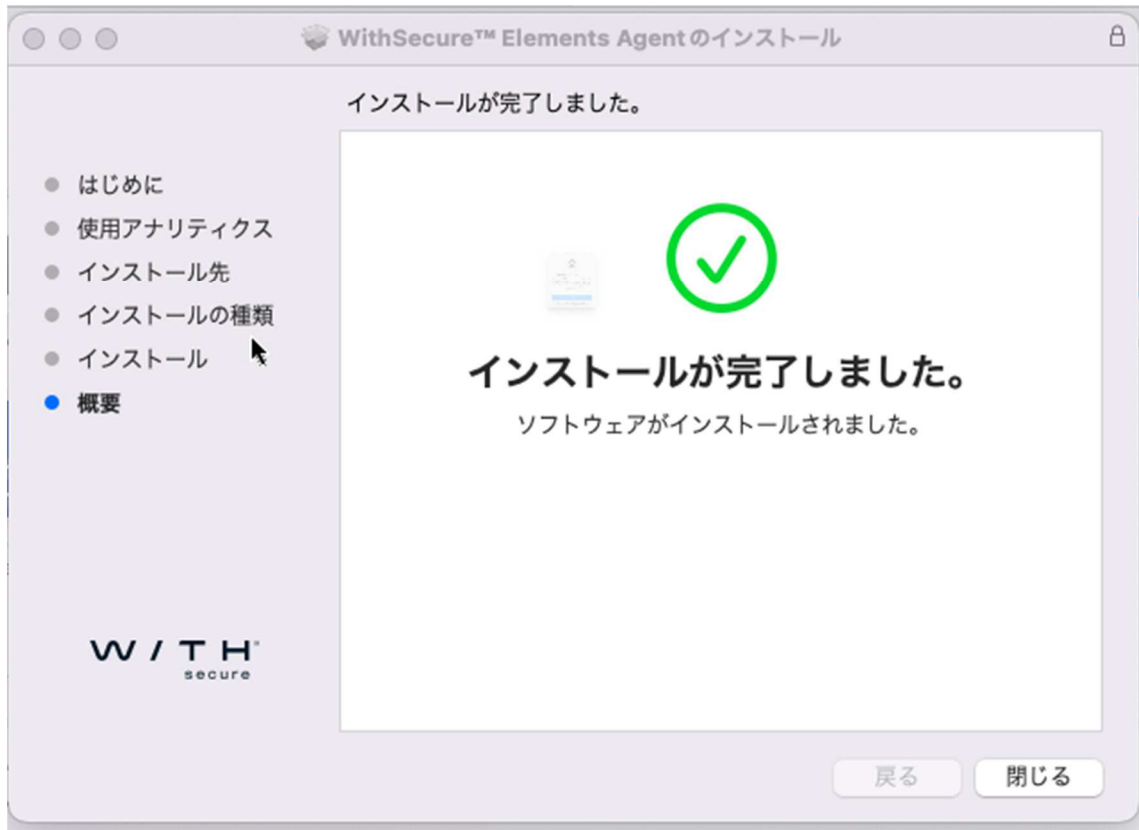 WithSecure™ Elements Agentのインストール
インストールが完了しました。
はじめに
使用アナリティクス
インストール先
インストールの種類
インストール
概要
インストールが完了しました。
ソフトウェアがインストールされました。
W / T H™
secure
戻る
閉じる